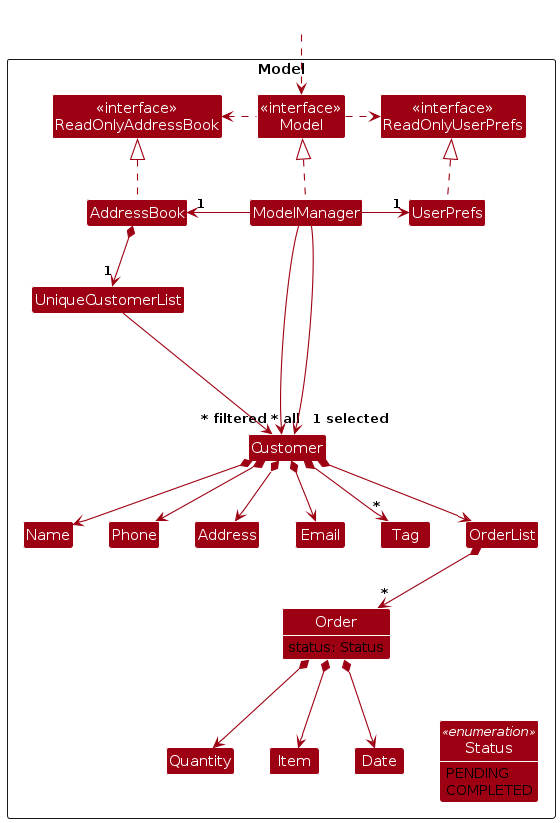 Model
«interface»
ReadOnlyAddressBook
«interface»
Model
«interface»
ReadOnlyUserPrefs
AddressBook
1
ModelManager
1
UserPrefs
1
UniqueCustomerList
* filtered * all 1 selected
Customer
*
Name
Phone
Address
Email
Tag
OrderList
*
Order
status: Status
Quantity
Item
Date
«enumeration»
Status
PENDING
COMPLETED